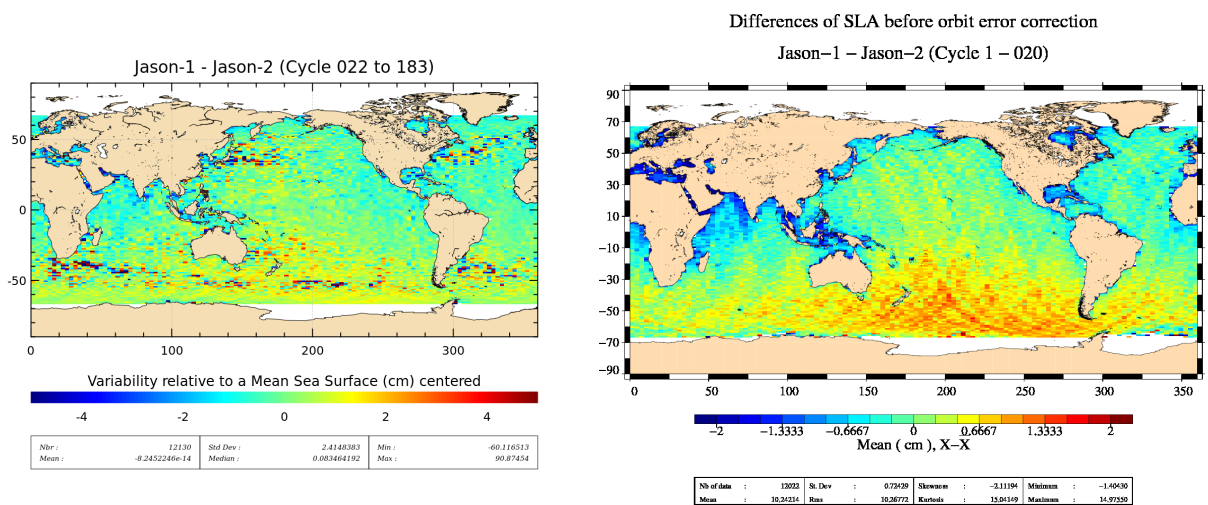 Jason-1 - Jason-2 (Cycle 022 to 183)
50
0
-50
0 100 200 300
Variability relative to a Mean Sea Surface (cm) centered
-4 -2 0 2 4
Nbr : 12130 Std Dev : 2.4148383 Min : -60.116513
Mean : -8.2452246e-14 Median : 0.083464192 Max : 90.87454
Differences of SLA before orbit error correction
Jason−1 − Jason−2 (Cycle 1 − 020)
90
70
50
30
10
−10
−30
−50
−70
−90
0 50 100 150 200 250 300 350
−2 −1.3333 −0.6667 0 0.6667 1.3333 2
Mean ( cm ), X−X
Nb of data : 12022 St. Dev : 0.72429 Skewness : −2.11194 Minimum : −1.40430
Mean : 10.24214 Rms : 10.26772 Kurtosis : 15.04149 Maximum : 14.97550